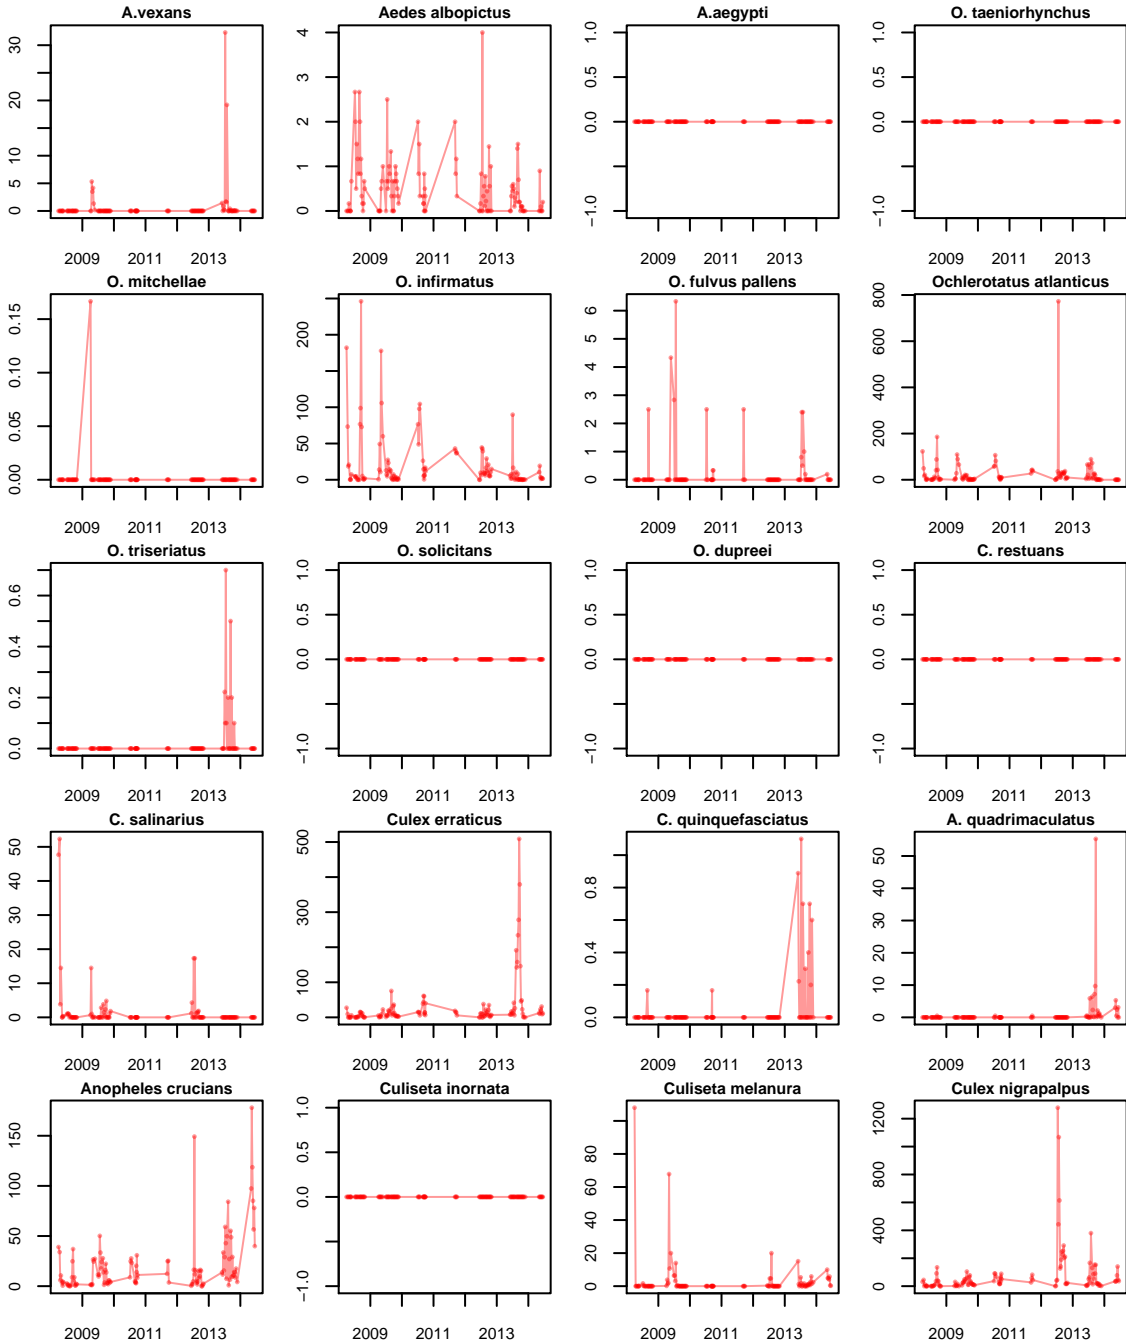 A.vexans
Aedes albopictus
A.aegypti
O. taeniorhynchus
0 5 15 20 30
0 1 2 3 4
−1.0 0.0 0.5 1.0
−1.0 0.0 0.5 1.0
2009 2011 2013
2009 2011 2013
2009 2011 2013
2009 2011 2013
O. mitchellae
O. infirmatus
O. fulvus pallens
Ochlerotatus atlanticus
0.00 0.05 0.10 0.15
0 50 100 200
0 1 2 3 4 5 6
0 200 400 600 800
2009 2011 2013
2009 2011 2013
2009 2011 2013
2009 2011 2013
O. triseriatus
O. solicitans
O. dupreei
C. restuans
0.0 0.2 0.4 0.6
−1.0 0.0 0.5 1.0
−1.0 0.0 0.5 1.0
−1.0 0.0 0.5 1.0
2009 2011 2013
2009 2011 2013
2009 2011 2013
2009 2011 2013
C. salinarius
Culex erraticus
C. quinquefasciatus
A. quadrimaculatus
0 10 20 30 40 50
0 100 300 500
0.0 0.4 0.8
0 10 20 30 40 50
2009 2011 2013
2009 2011 2013
2009 2011 2013
2009 2011 2013
Anopheles crucians
Culiseta inornata
Culiseta melanura
Culex nigrapalpus
0 50 100 150
−1.0 0.0 0.5 1.0
0 20 40 60 80
0 400 800 1200
2009 2011 2013
2009 2011 2013
2009 2011 2013
2009 2011 2013